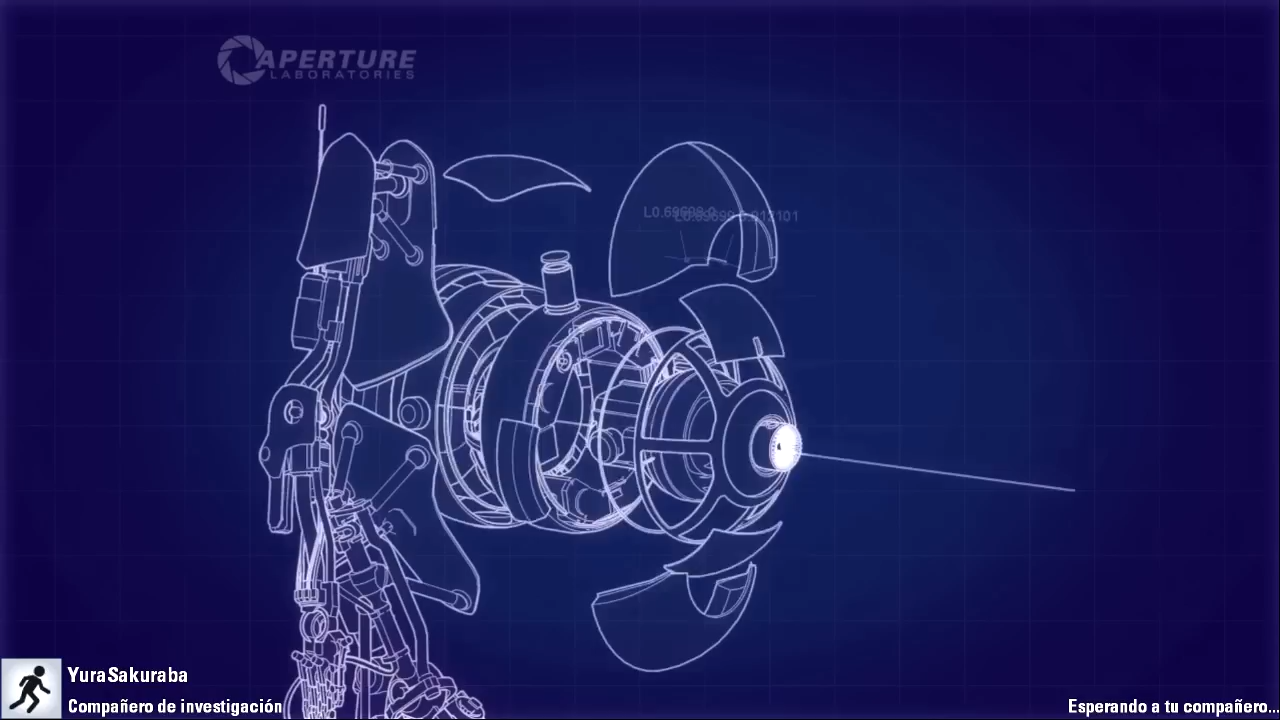 APERTURE
LABORATORIES
YuraSakuraba
Compañero de investigación
Esperando a tu compañero...